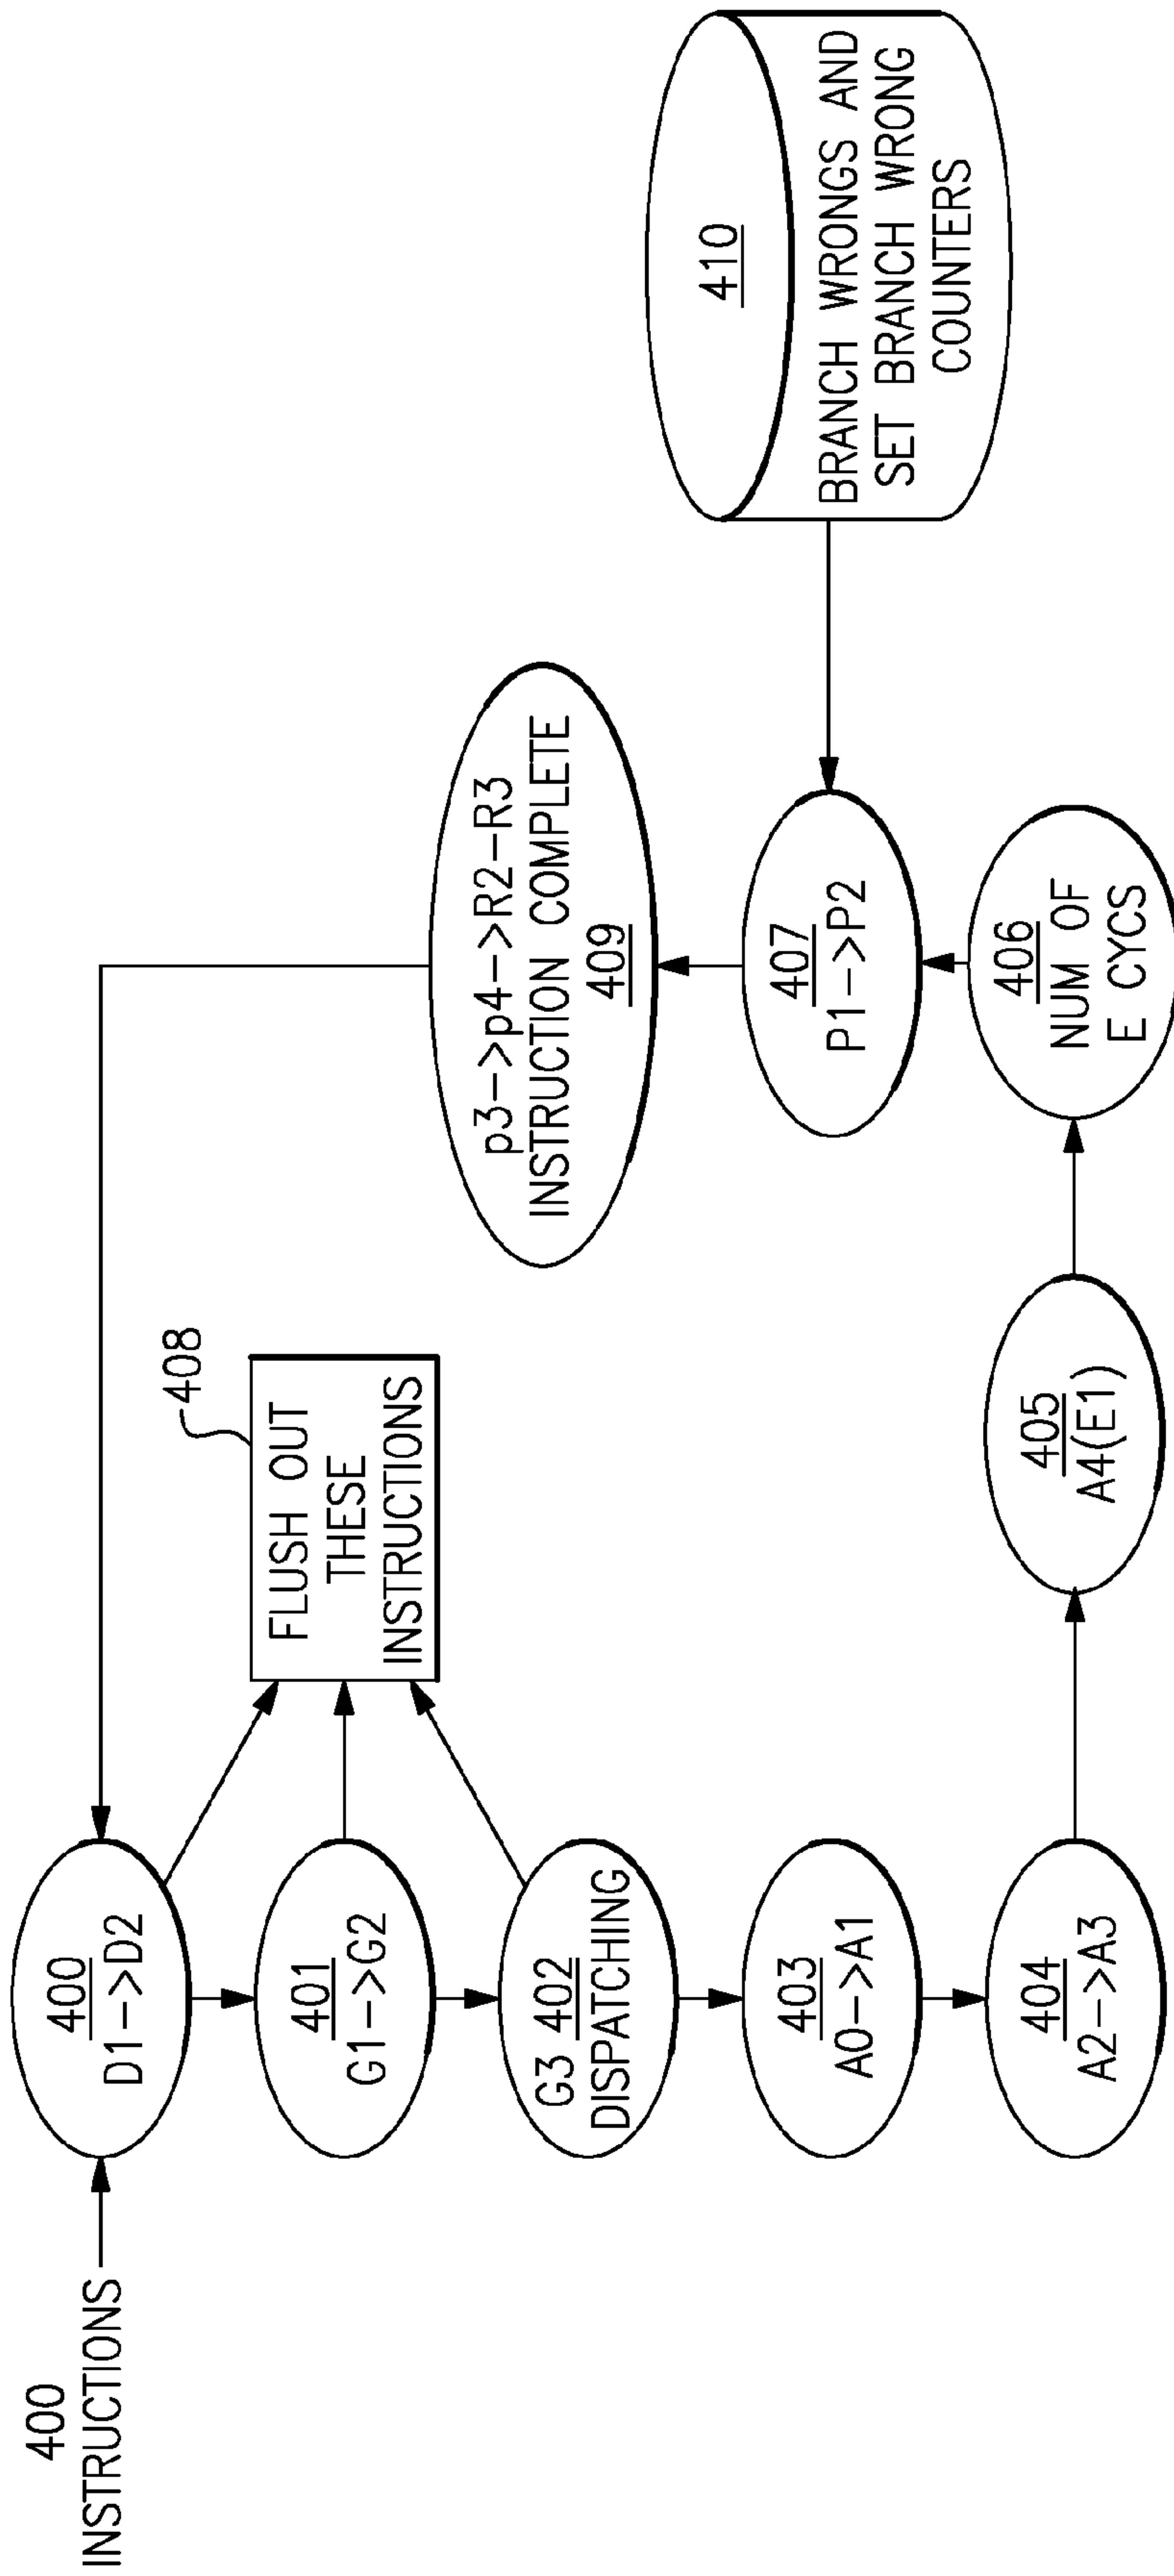 400
INSTRUCTIONS
400
D1->D2
401
G1->G2
G3 402
DISPATCHING
403
A0->A1
404
A2->A3
405
A4(E1)
406
NUM OF
E CYCS
407
P1->P2
408
FLUSH OUT
THESE
INSTRUCTIONS
p3->p4->R2-R3
INSTRUCTION COMPLETE
409
410
BRANCH WRONGS AND
SET BRANCH WRONG
COUNTERS